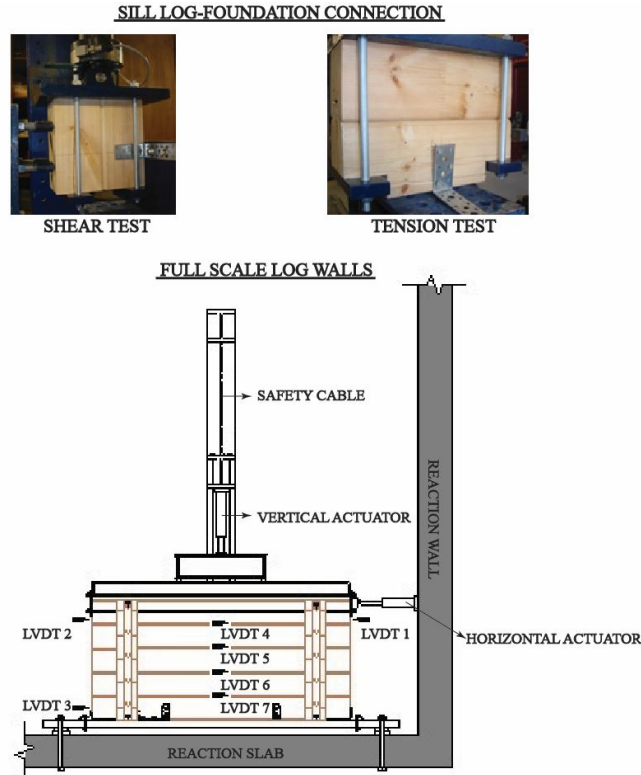 SILL LOG-FOUNDATION CONNECTION
SHEAR TEST
TENSION TEST
FULL SCALE LOG WALLS
SAFETY CABLE
REACTION WALL
VERTICAL ACTUATOR
LVDT 2
LVDT 4
LVDT 1
HORIZONTAL ACTUATOR
LVDT 5
LVDT 6
LVDT 3
LVDT 7
REACTION SLAB